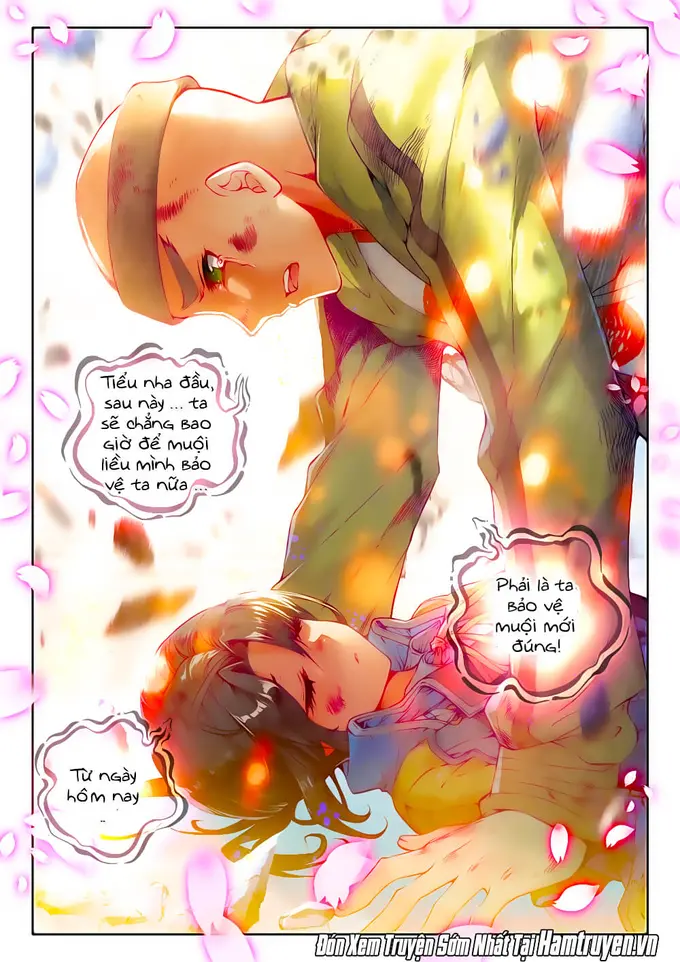 Tiểu nha đầu,
sau này ... ta
sẽ chẳng bao
giờ để muội
liều mình bảo
vệ ta nữa ...
Phải là ta
bảo vệ
muội mới
đúng!
Từ ngày
hôm nay
..
Đón Xem Truyện Sớm Nhất Tại Hamtruyen.vn